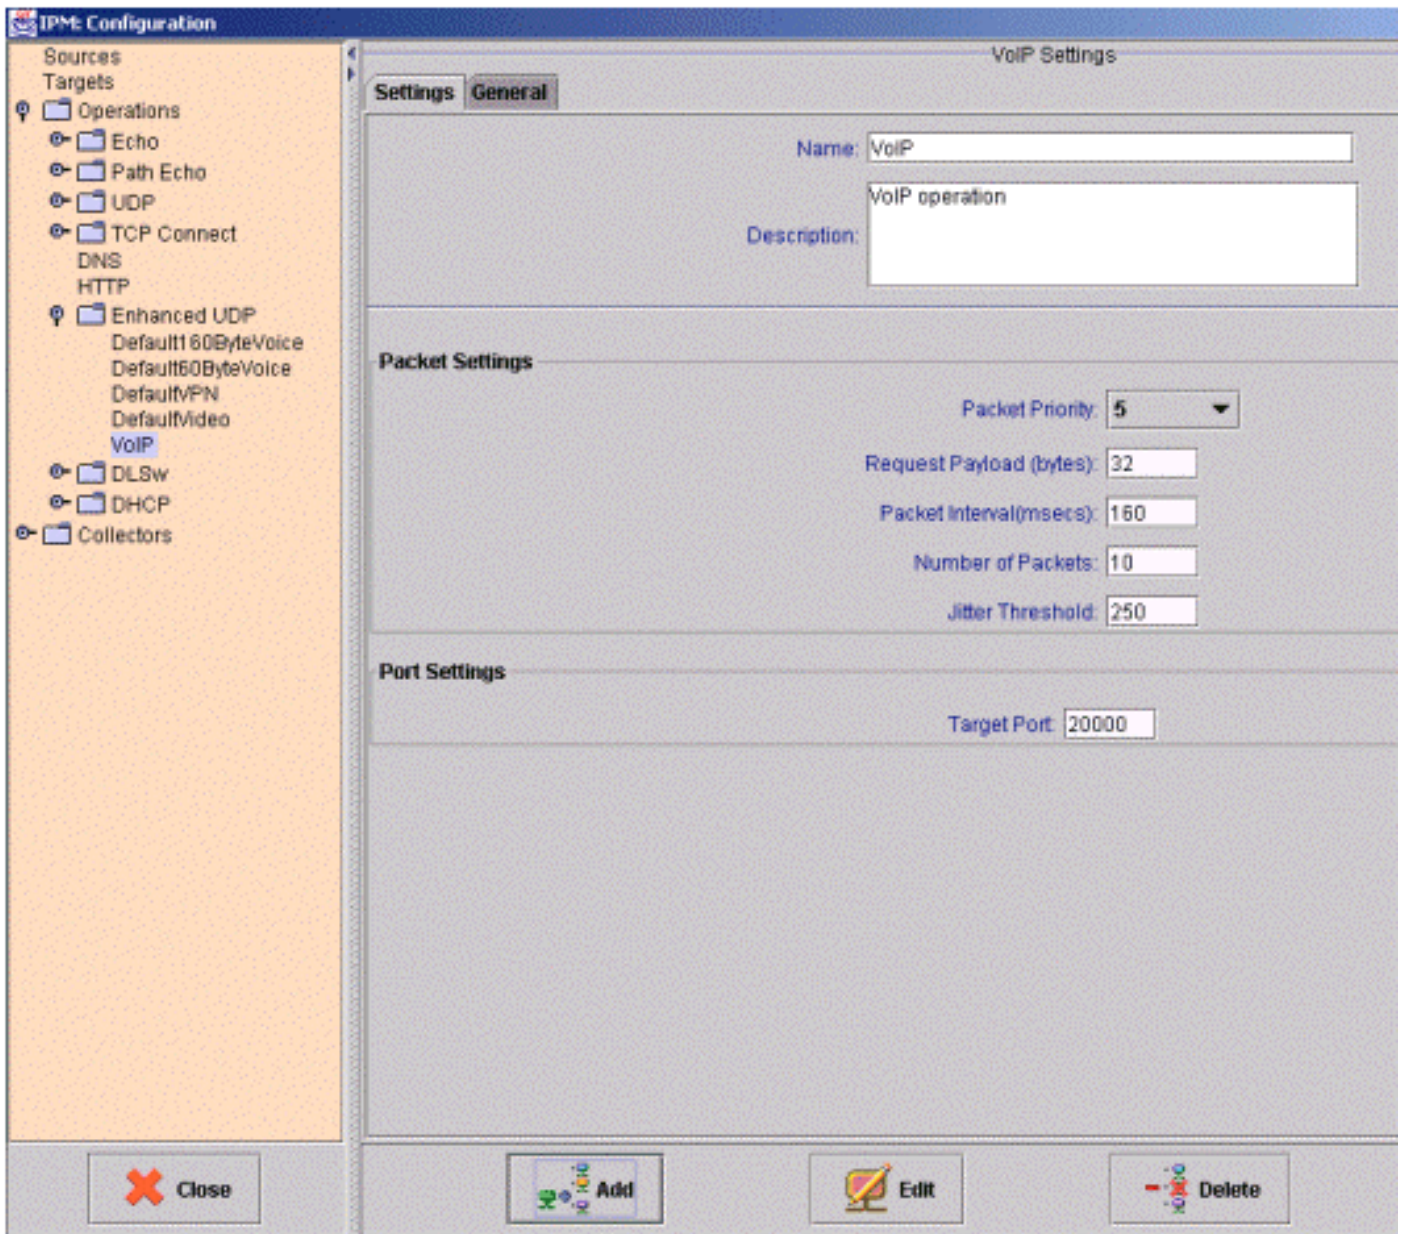 IPM: Configuration
Sources
Targets
Operations
Echo
Path Echo
UDP
TCP Connect
DNS
HTTP
Enhanced UDP
Default160ByteVoice
Default60ByteVoice
DefaultVPN
DefaultVideo
VoIP
DLSw
DHCP
Collectors
Close
VoIP Settings
Settings General
Name: VoIP
Description: VoIP operation
Packet Settings
Packet Priority: 5
Request Payload (bytes): 32
Packet Interval(msecs): 160
Number of Packets: 10
Jitter Threshold: 250
Port Settings
Target Port: 20000
Add Edit Delete